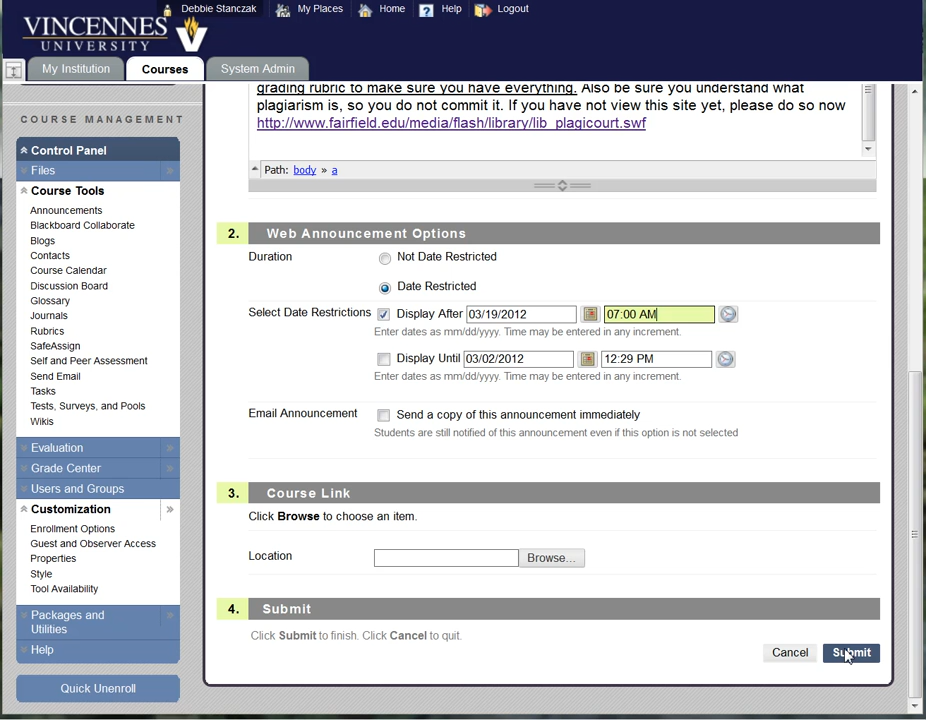 Debbie Stanczak My Places Home Help Logout
VINCENNES
UNIVERSITY
My Institution Courses System Admin
grading rubric to make sure you have everything. Also be sure you understand what
plagiarism is, so you do not commit it. If you have not view this site yet, please do so now
http://www.fairfield.edu/media/flash/library/lib_plagicourt.swf
Path: body » a
COURSE MANAGEMENT
Control Panel
Files
Course Tools
Announcements
Blackboard Collaborate
Blogs
Contacts
Course Calendar
Discussion Board
Glossary
Journals
Rubrics
SafeAssign
Self and Peer Assessment
Send Email
Tasks
Tests, Surveys, and Pools
Wikis
Evaluation
Grade Center
Users and Groups
Customization
Enrollment Options
Guest and Observer Access
Properties
Style
Tool Availability
Packages and
Utilities
Help
Quick Unenroll
2. Web Announcement Options
Duration Not Date Restricted
Date Restricted
Select Date Restrictions Display After 03/19/2012 07:00 AM
Enter dates as mm/dd/yyyy. Time may be entered in any increment.
Display Until 03/02/2012 12:29 PM
Enter dates as mm/dd/yyyy. Time may be entered in any increment.
Email Announcement Send a copy of this announcement immediately
Students are still notified of this announcement even if this option is not selected
3. Course Link
Click Browse to choose an item.
Location Browse...
4. Submit
Click Submit to finish. Click Cancel to quit.
Cancel Submit